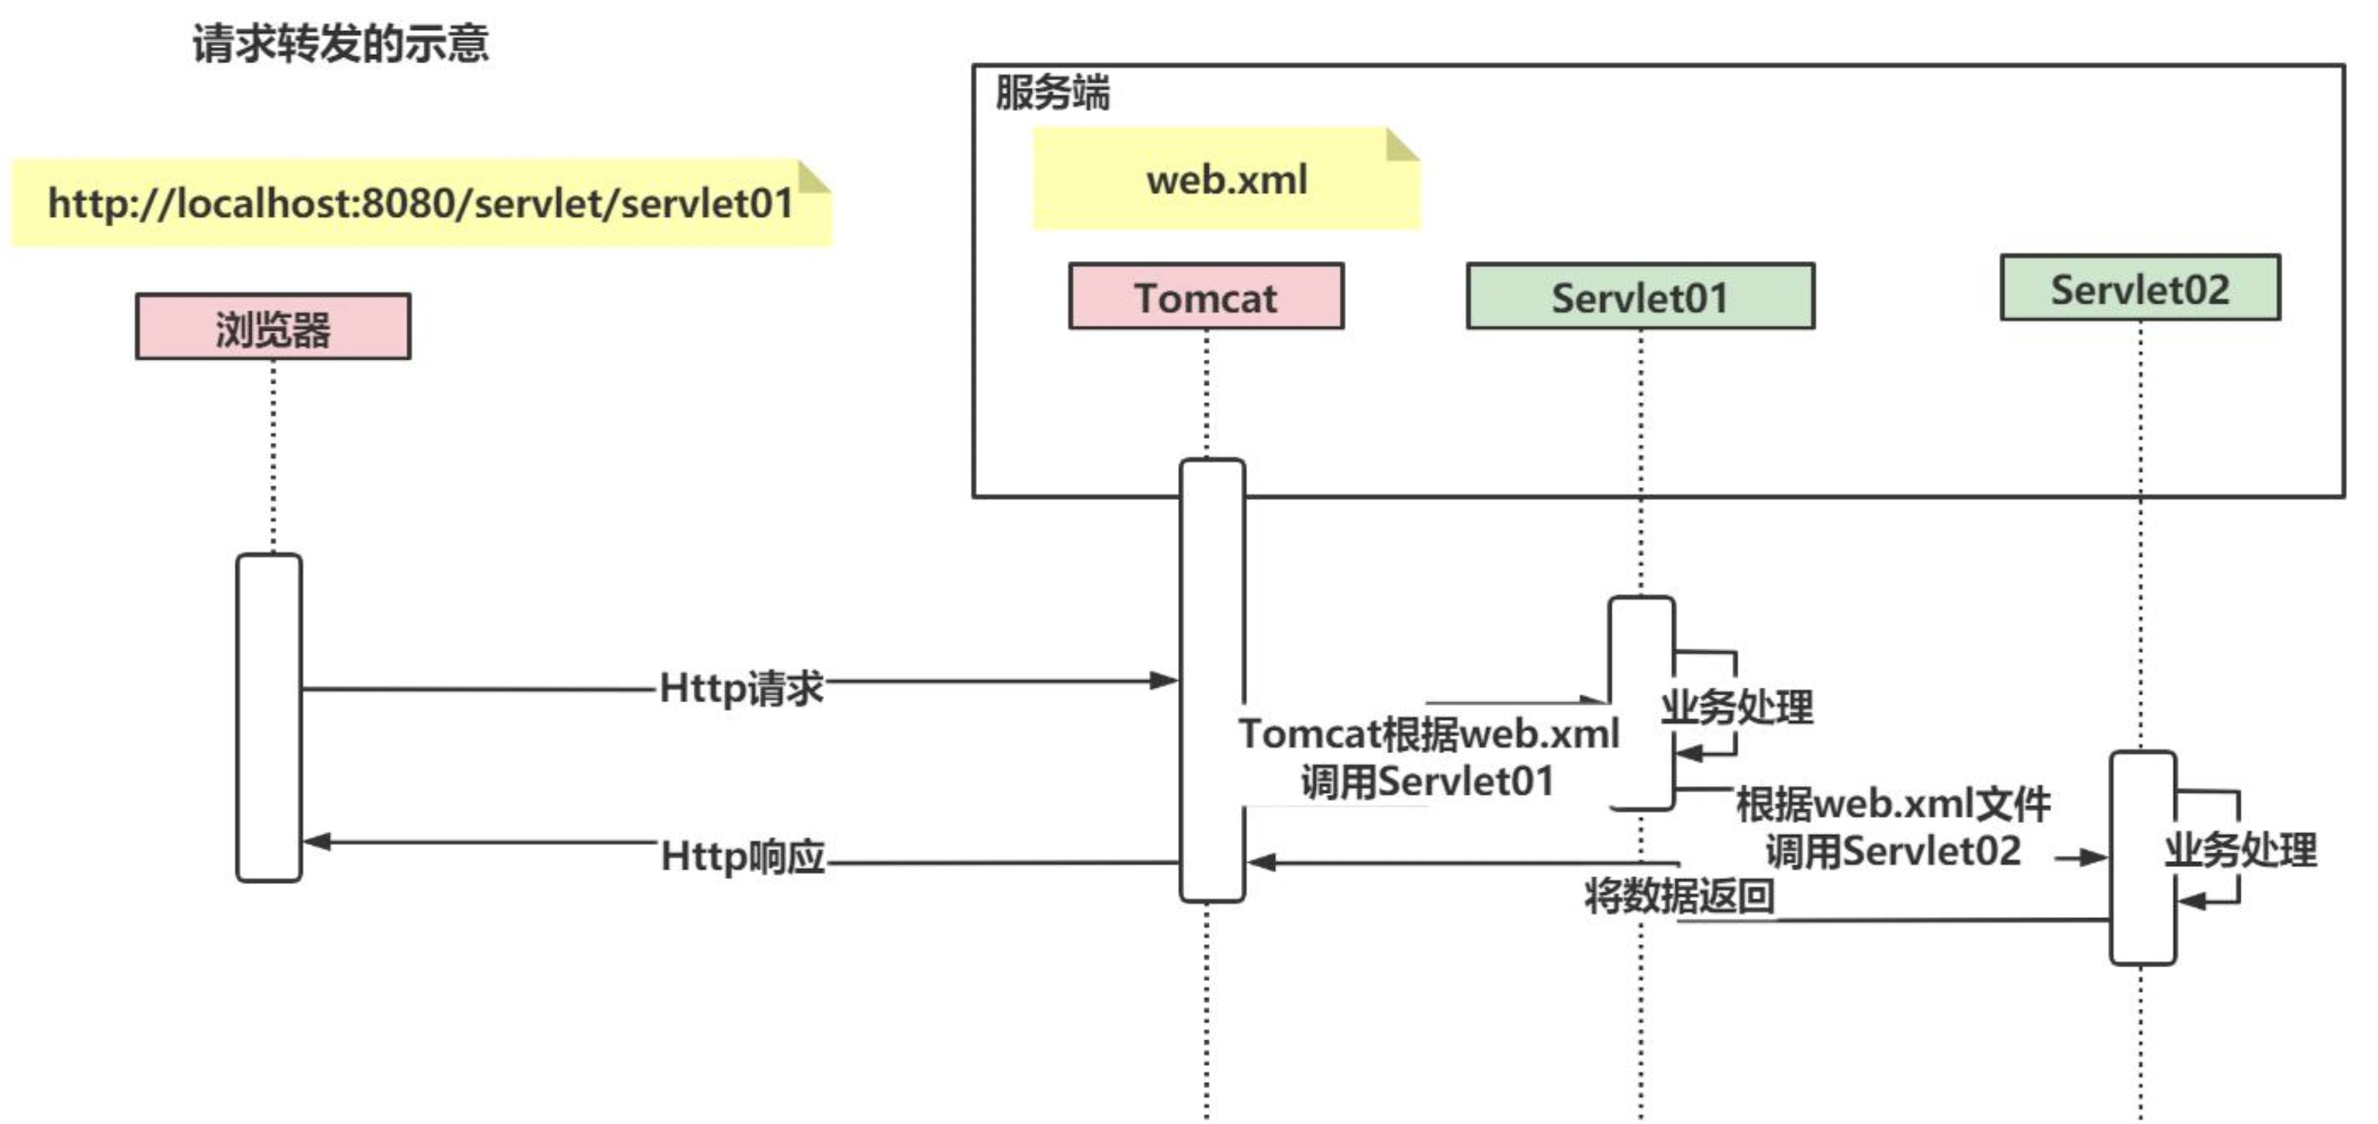 请求转发的示意
服务端
web.xml
http://localhost:8080/servlet/servlet01
浏览器
Tomcat
Servlet01
Servlet02
Http请求
Tomcat根据web.xml
调用Servlet01
业务处理
根据web.xml文件
调用Servlet02
业务处理
将数据返回
Http响应